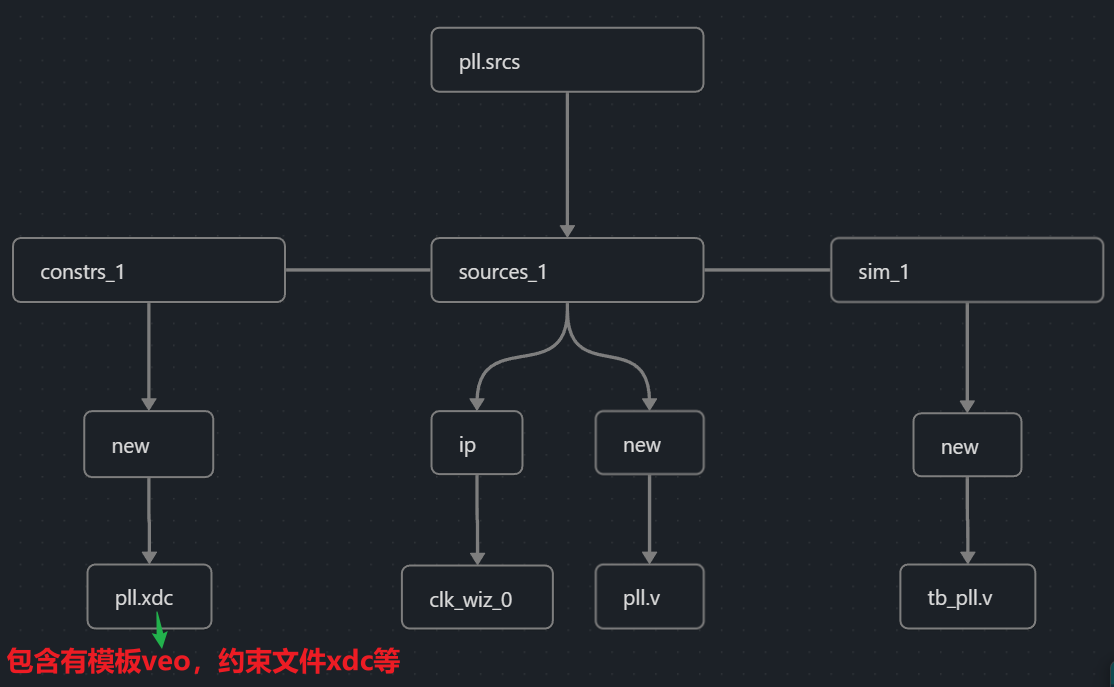 pll.srcs
constrs_1
sources_1
sim_1
new
ip
new
new
pll.xdc
clk_wiz_0
pll.v
tb_pll.v
包含有模板veo，约束文件xdc等